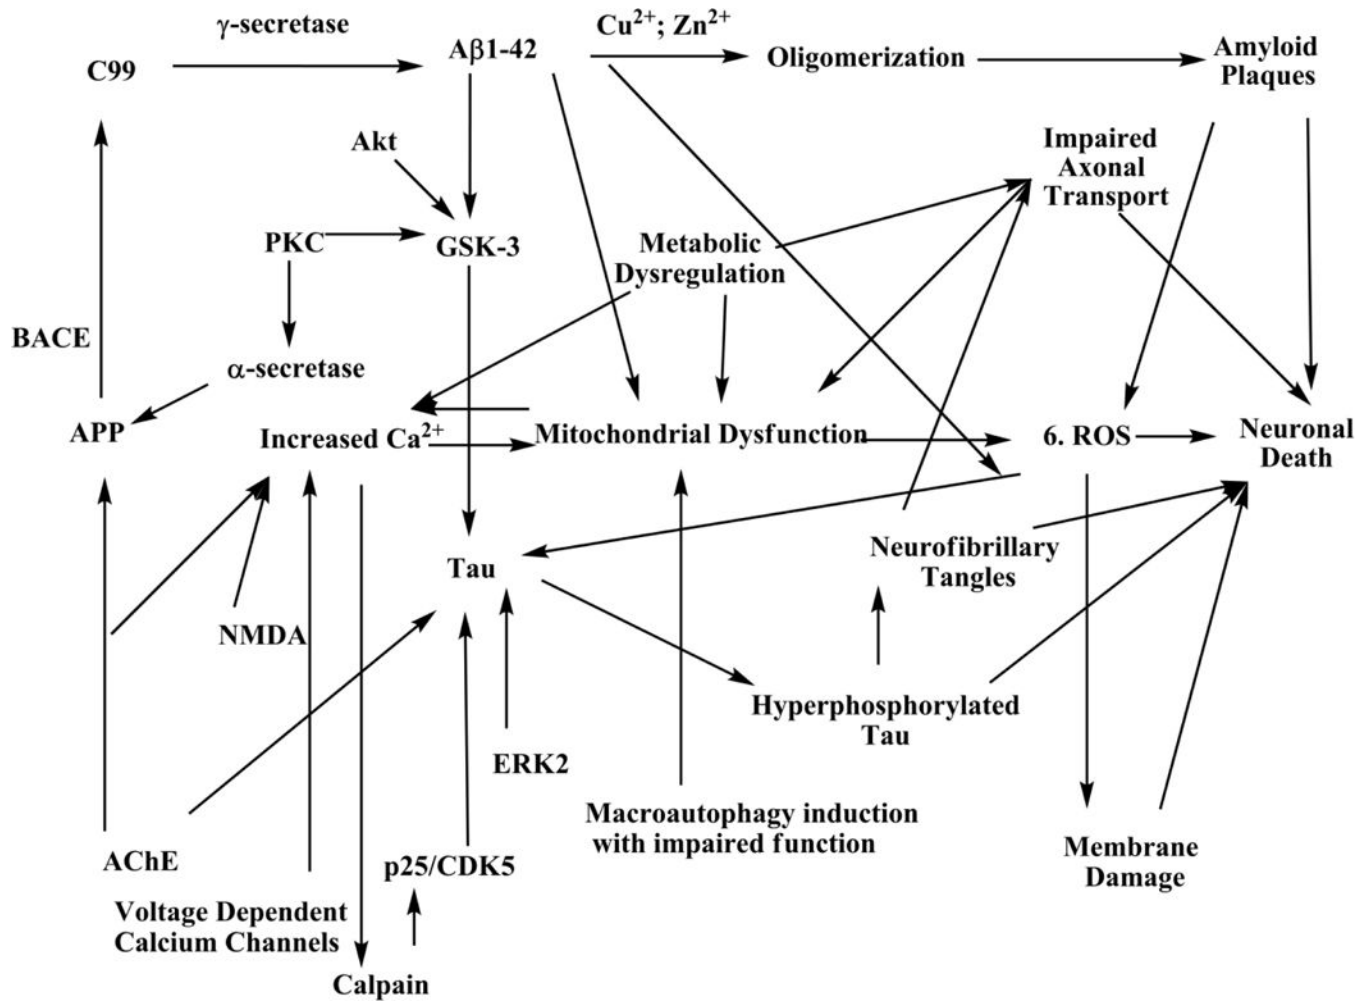 γ-secretase
Cu2+; Zn2+
C99
Aβ1-42
Oligomerization
Amyloid
Plaques
Akt
Impaired
Axonal
Transport
PKC
GSK-3
Metabolic
Dysregulation
BACE
α-secretase
APP
Increased Ca2+
Mitochondrial Dysfunction
6. ROS
Neuronal
Death
Tau
Neurofibrillary
Tangles
NMDA
Hyperphosphorylated
Tau
ERK2
Macroautophagy induction
with impaired function
AChE
p25/CDK5
Membrane
Damage
Voltage Dependent
Calcium Channels
Calpain